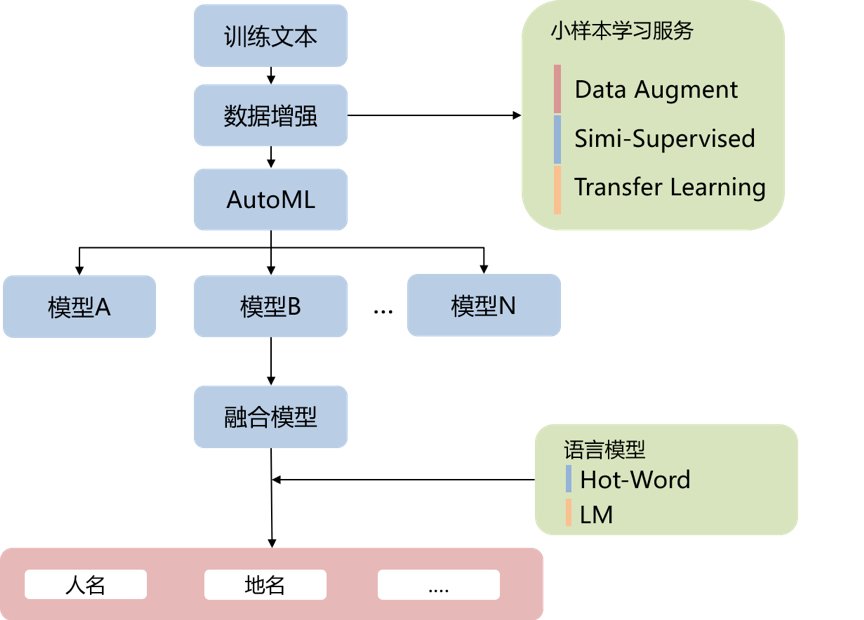 训练文本
数据增强
AutoML
小样本学习服务
Data Augment
Simi-Supervised
Transfer Learning
模型A
模型B
...
模型N
融合模型
语言模型
Hot-Word
LM
人名
地名
....